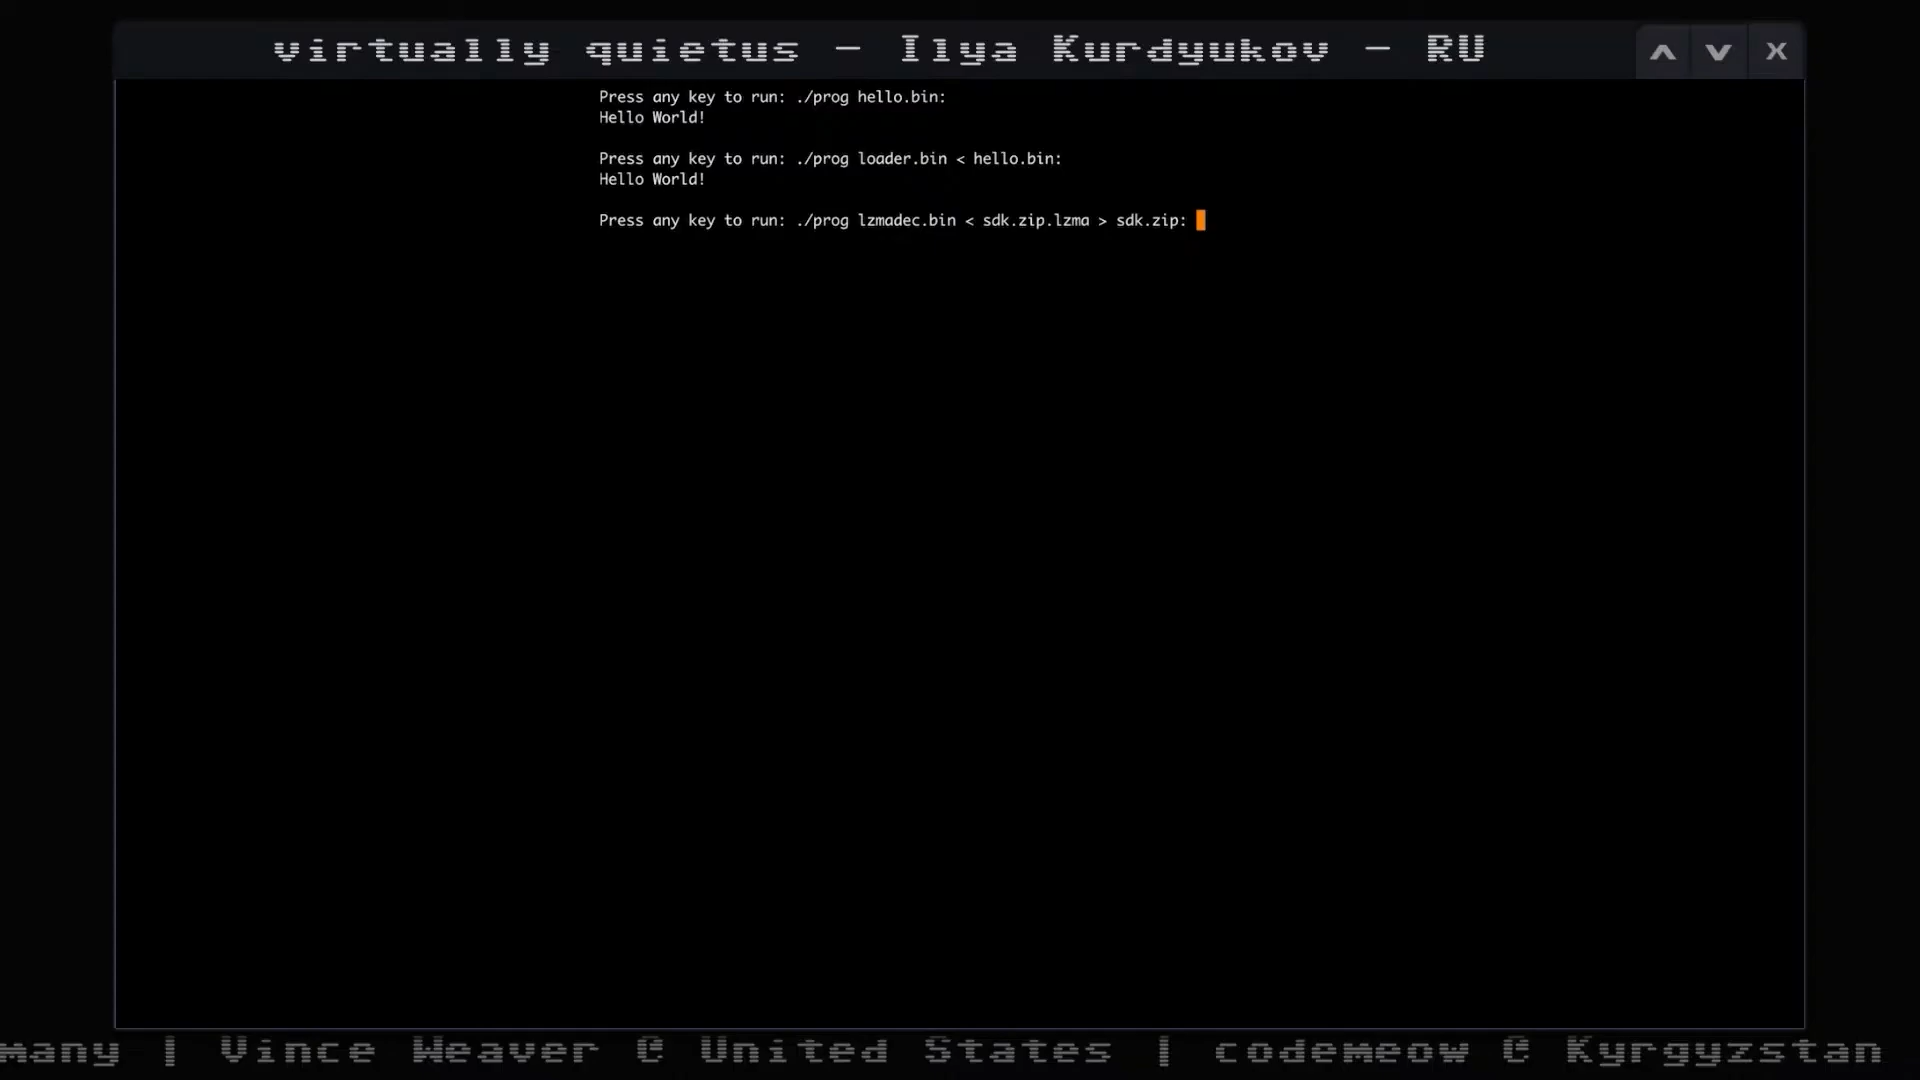 virtually quietus - Ilya Kurdyukov - RU
Press any key to run: ./prog hello.bin:
Hello World!
Press any key to run: ./prog loader.bin < hello.bin:
Hello World!
Press any key to run: ./prog lzmadec.bin < sdk.zip.lzma > sdk.zip:
many | Vince Weaver @ United States | codemeow @ Kyrgyzstan